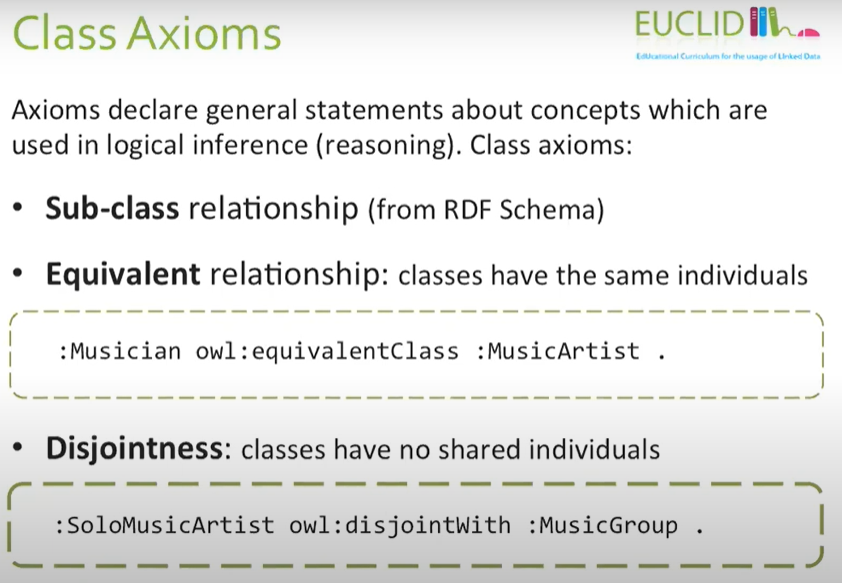 Class Axioms
EUCLID
EdUcational Curriculum for the usage of LInked Data
Axioms declare general statements about concepts which are
used in logical inference (reasoning). Class axioms:
• Sub-class relationship (from RDF Schema)
• Equivalent relationship: classes have the same individuals
:Musician owl:equivalentClass :MusicArtist .
• Disjointness: classes have no shared individuals
:SoloMusicArtist owl:disjointWith :MusicGroup .